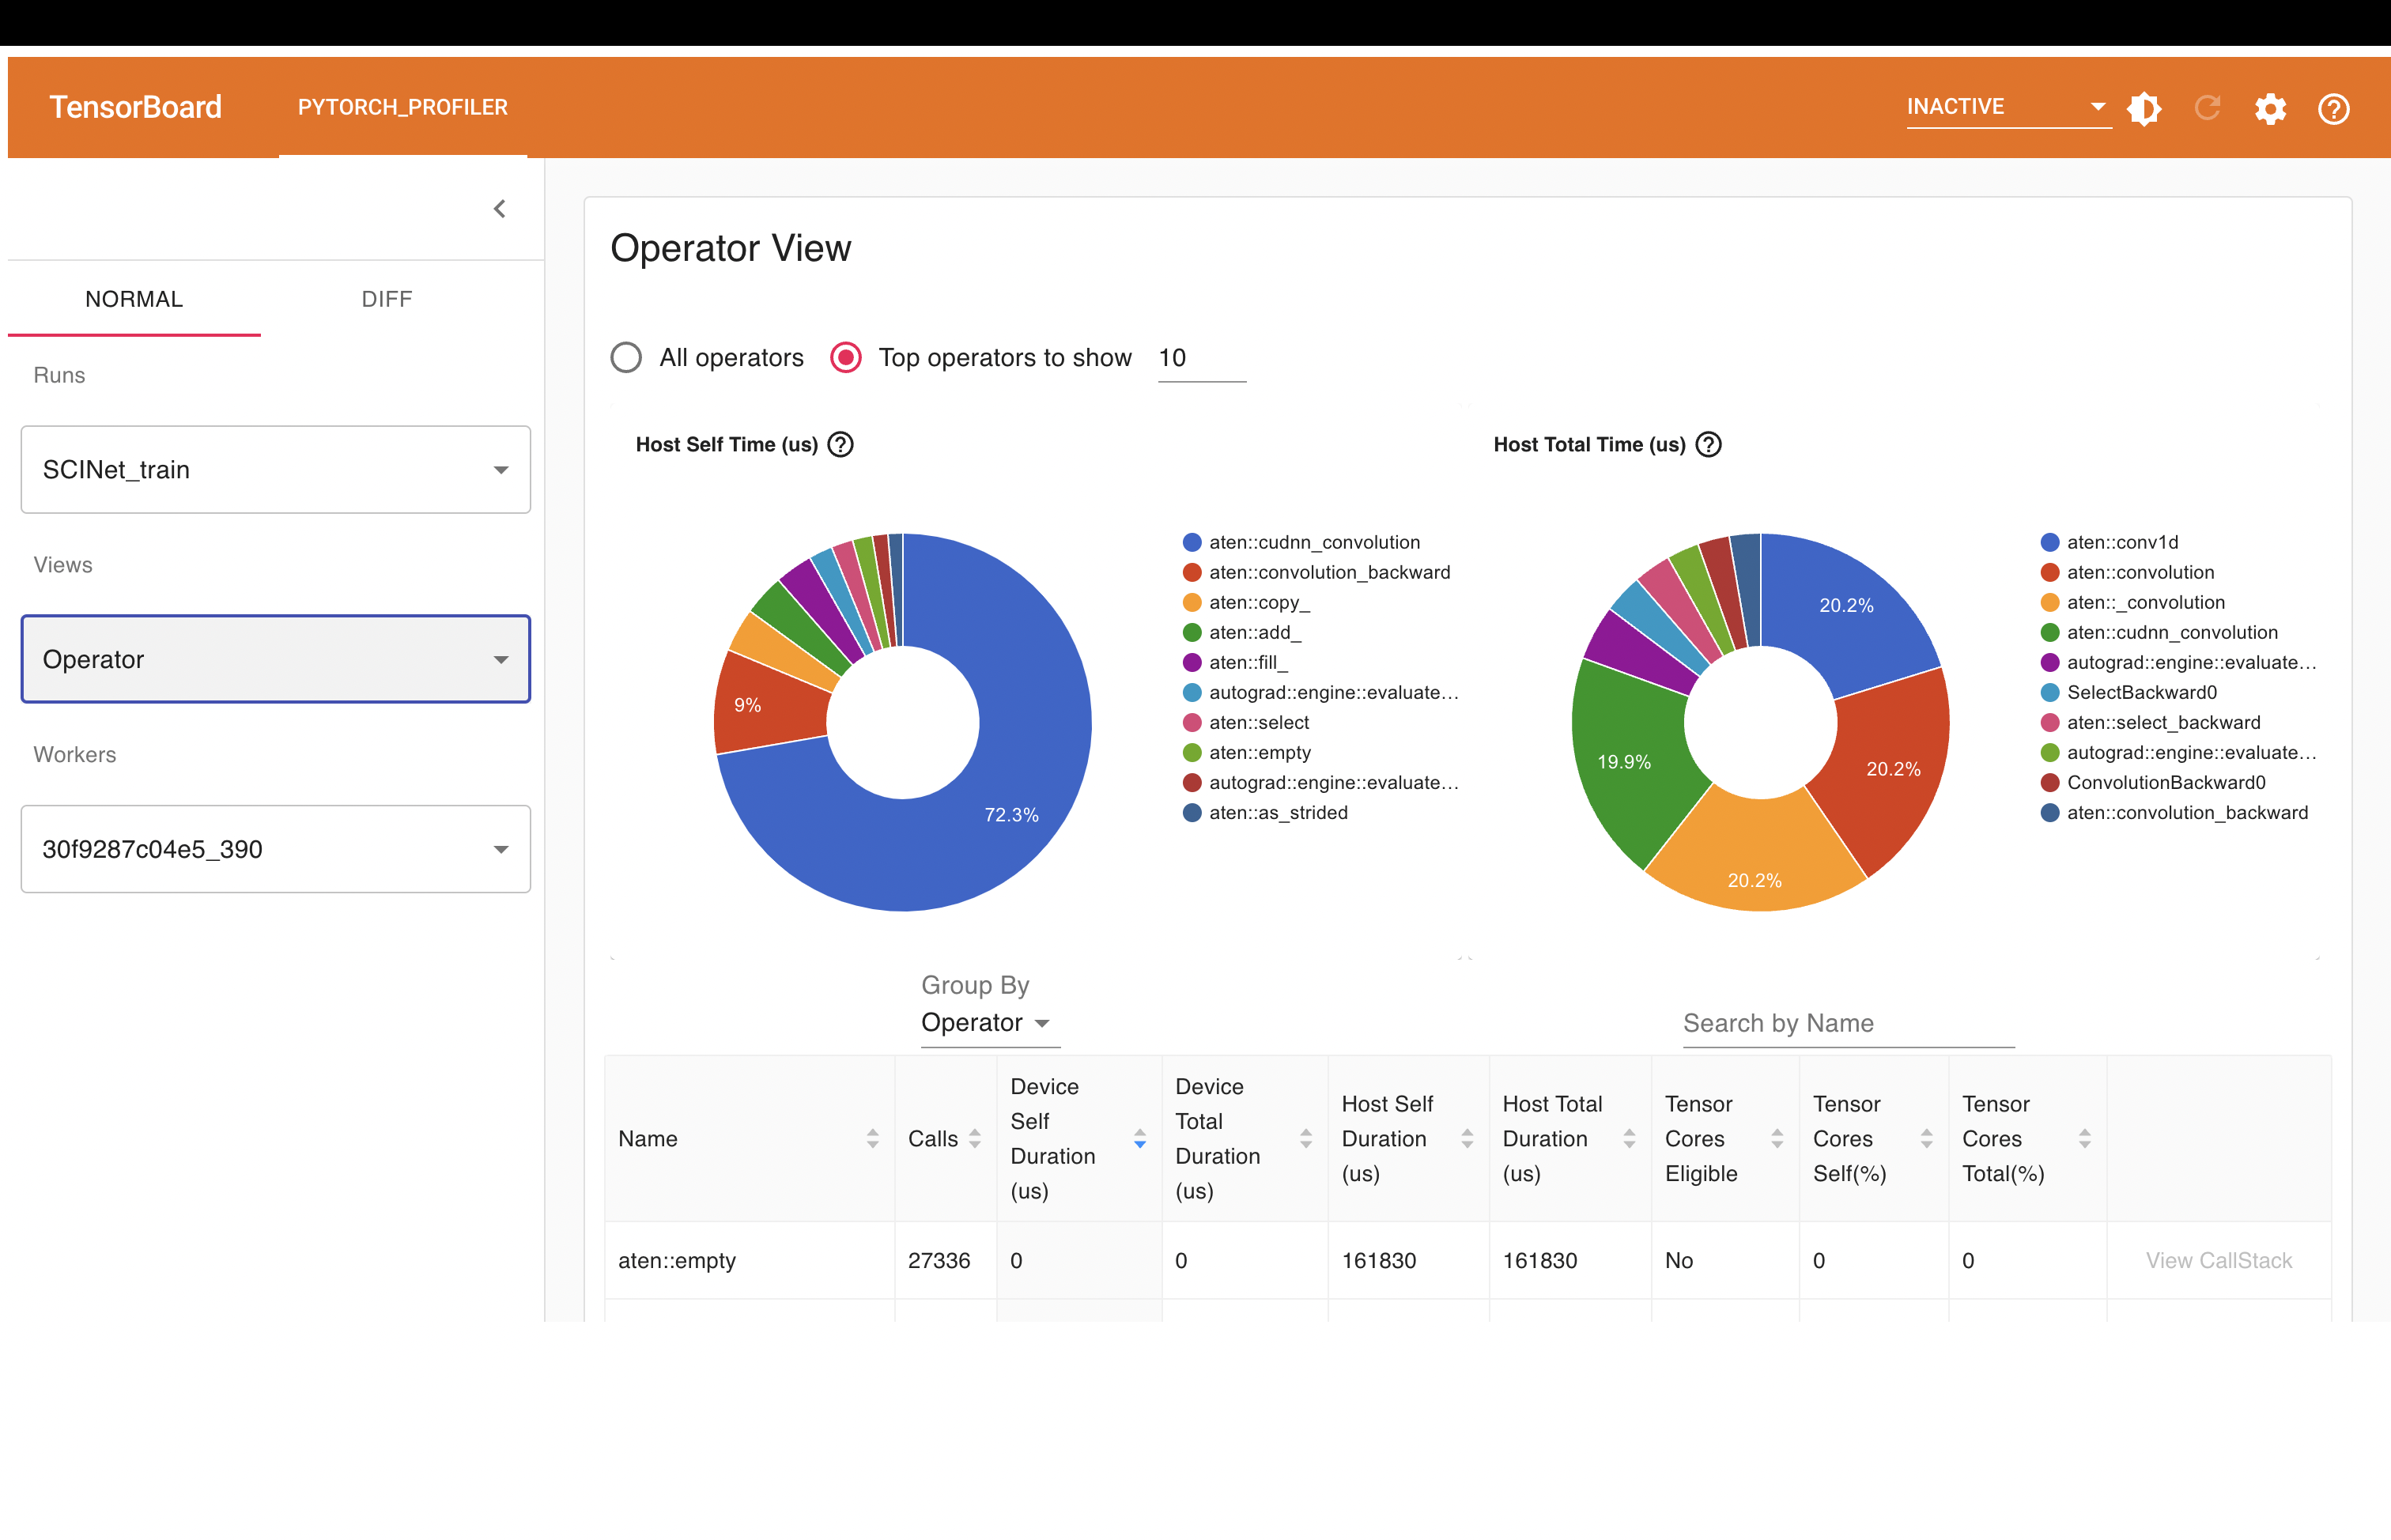 TensorBoard
PYTORCH_PROFILER
INACTIVE
NORMAL
DIFF
Runs
SCINet_train
Views
Operator
Workers
30f9287c04e5_390
Operator View
All operators
Top operators to show
10
Host Self Time (us)
72.3%
9%
aten::cudnn_convolution
aten::convolution_backward
aten::copy_
aten::add_
aten::fill_
autograd::engine::evaluate...
aten::select
aten::empty
autograd::engine::evaluate...
aten::as_strided
Host Total Time (us)
20.2%
20.2%
20.2%
19.9%
aten::conv1d
aten::convolution
aten::_convolution
aten::cudnn_convolution
autograd::engine::evaluate...
SelectBackward0
aten::select_backward
autograd::engine::evaluate...
ConvolutionBackward0
aten::convolution_backward
Group By
Operator
Search by Name
Name
Calls
Device
Self
Duration
(us)
Device
Total
Duration
(us)
Host Self
Duration
(us)
Host Total
Duration
(us)
Tensor
Cores
Eligible
Tensor
Cores
Self(%)
Tensor
Cores
Total(%)
aten::empty 27336 0 0 161830 161830 No 0 0 View CallStack